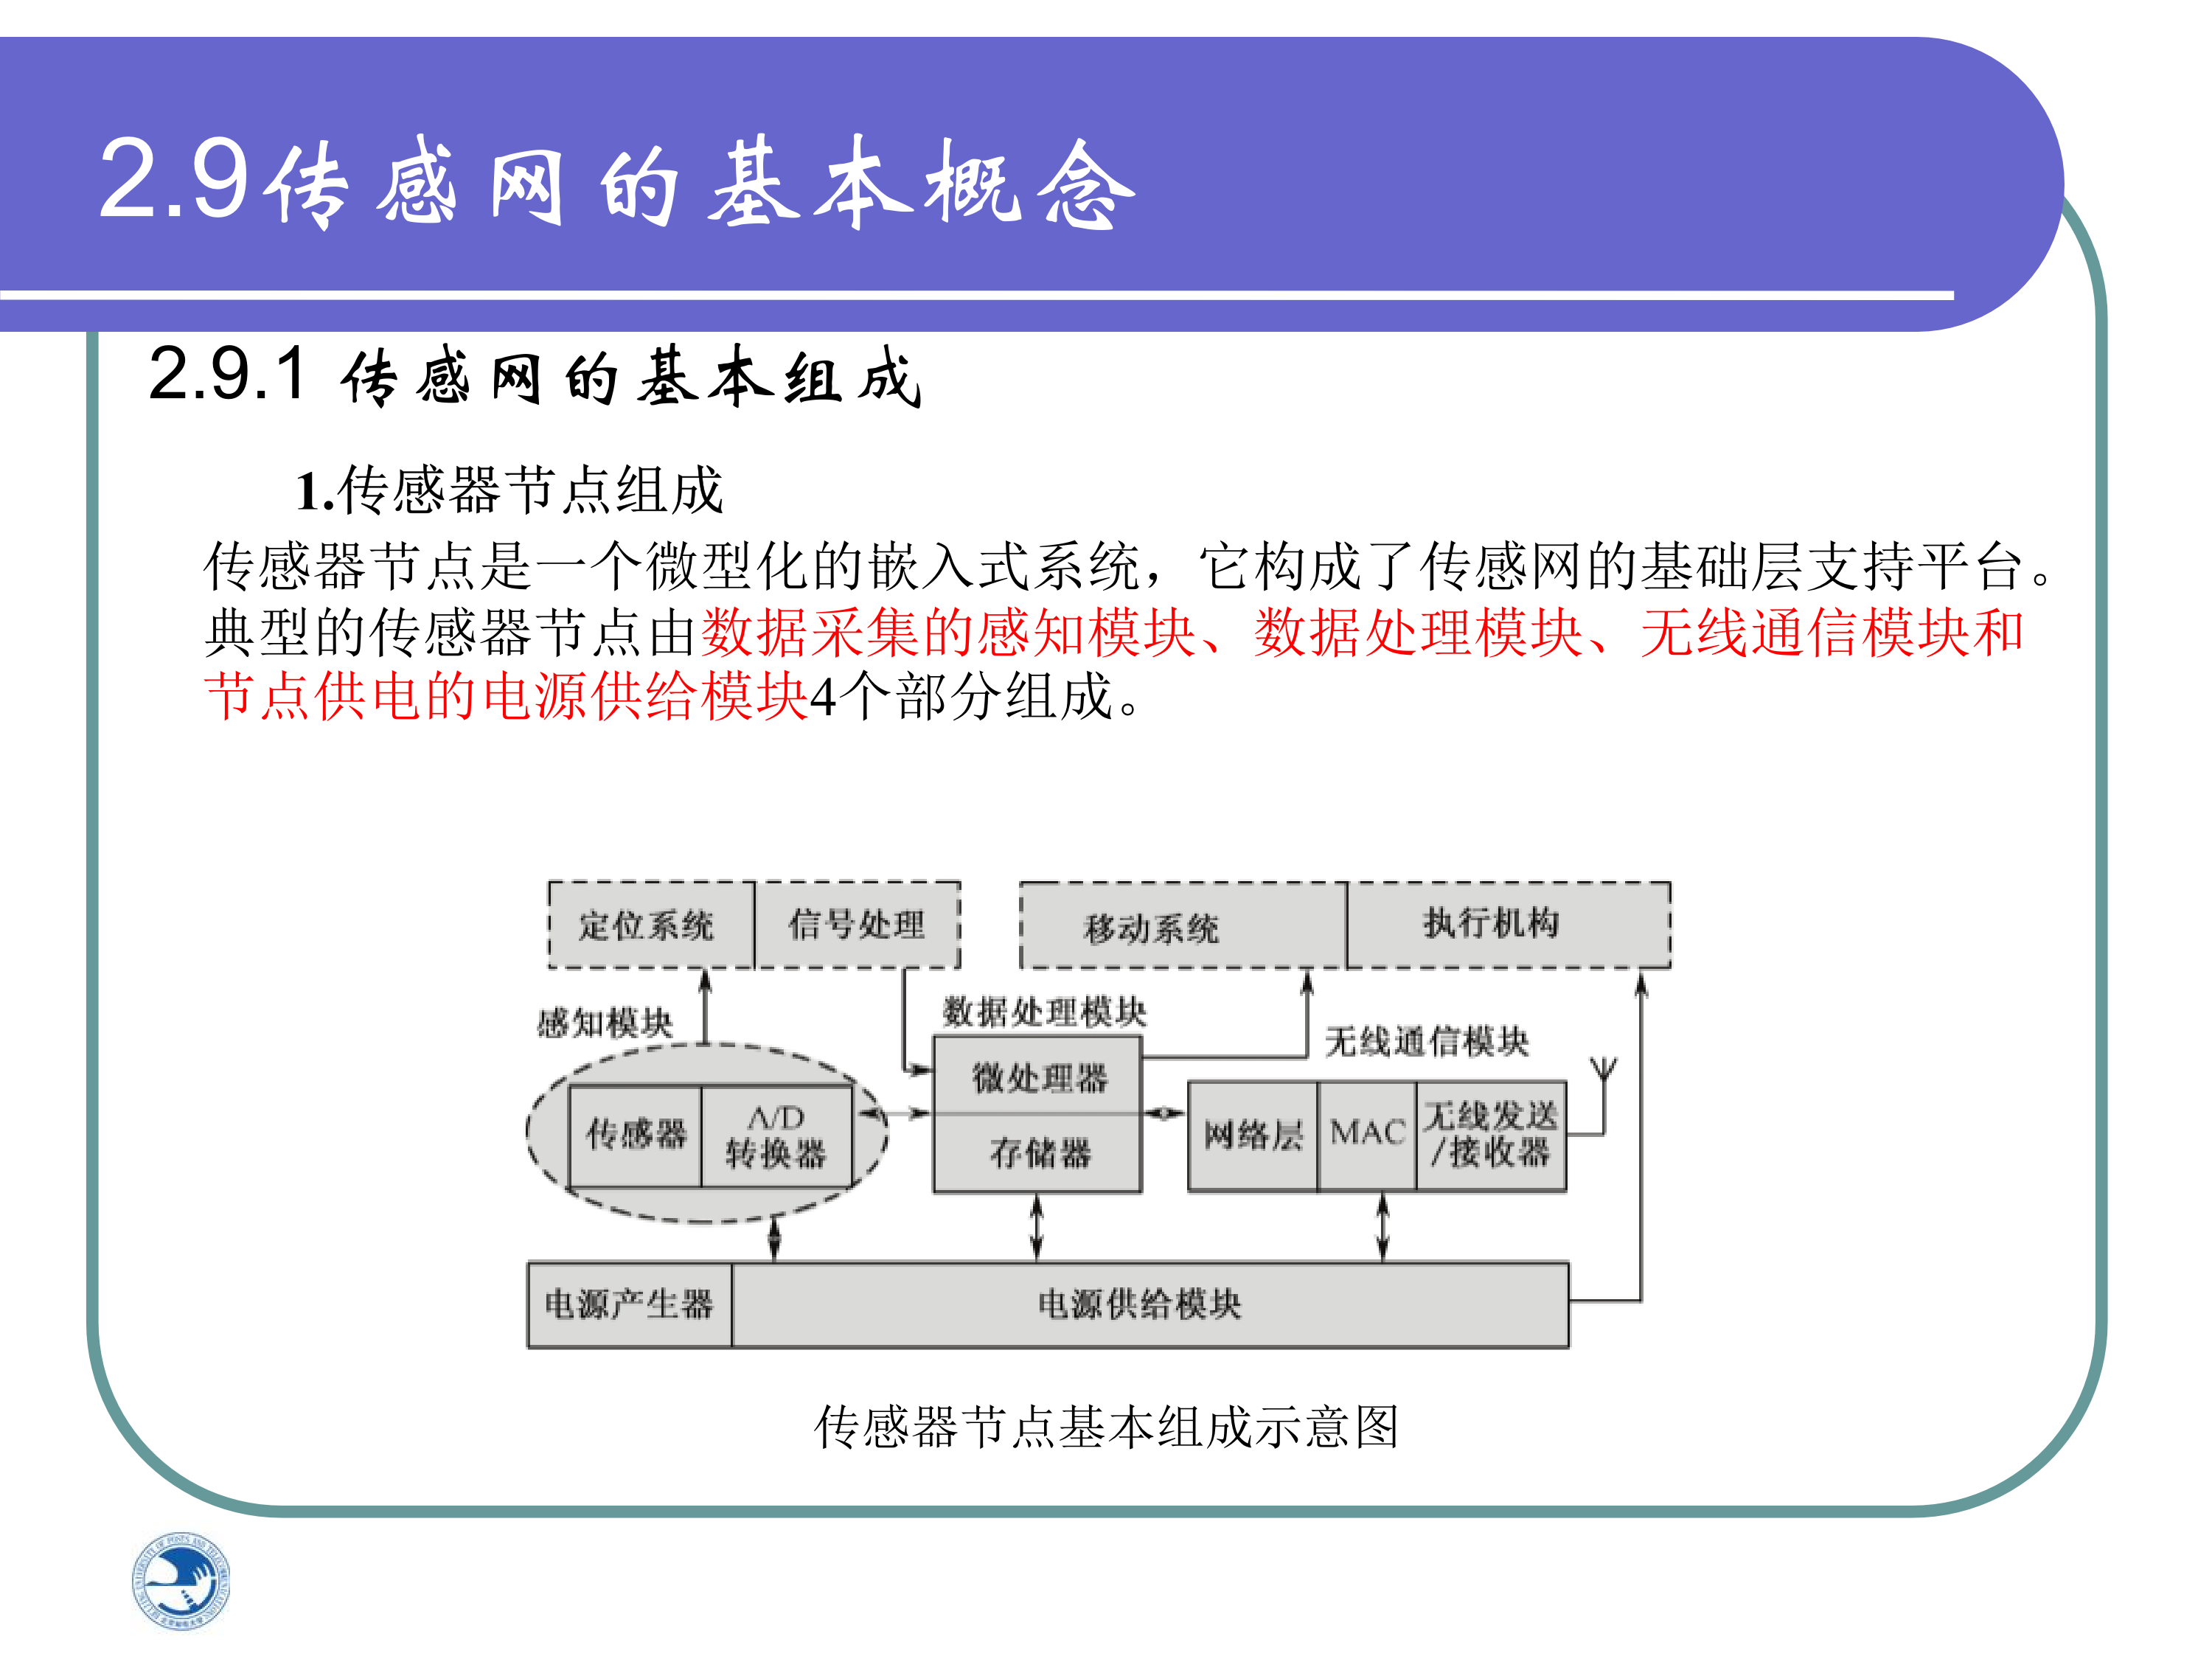 2.9传感网的基本概念
2.9.1 传感网的基本组成
1.传感器节点组成
传感器节点是一个微型化的嵌入式系统，它构成了传感网的基础层支持平台。
典型的传感器节点由数据采集的感知模块、数据处理模块、无线通信模块和
节点供电的电源供给模块4个部分组成。
定位系统
信号处理
移动系统
执行机构
感知模块
数据处理模块
无线通信模块
传感器
A/D
转换器
微处理器
存储器
网络层
MAC
无线发送
/接收器
电源产生器
电源供给模块
传感器节点基本组成示意图